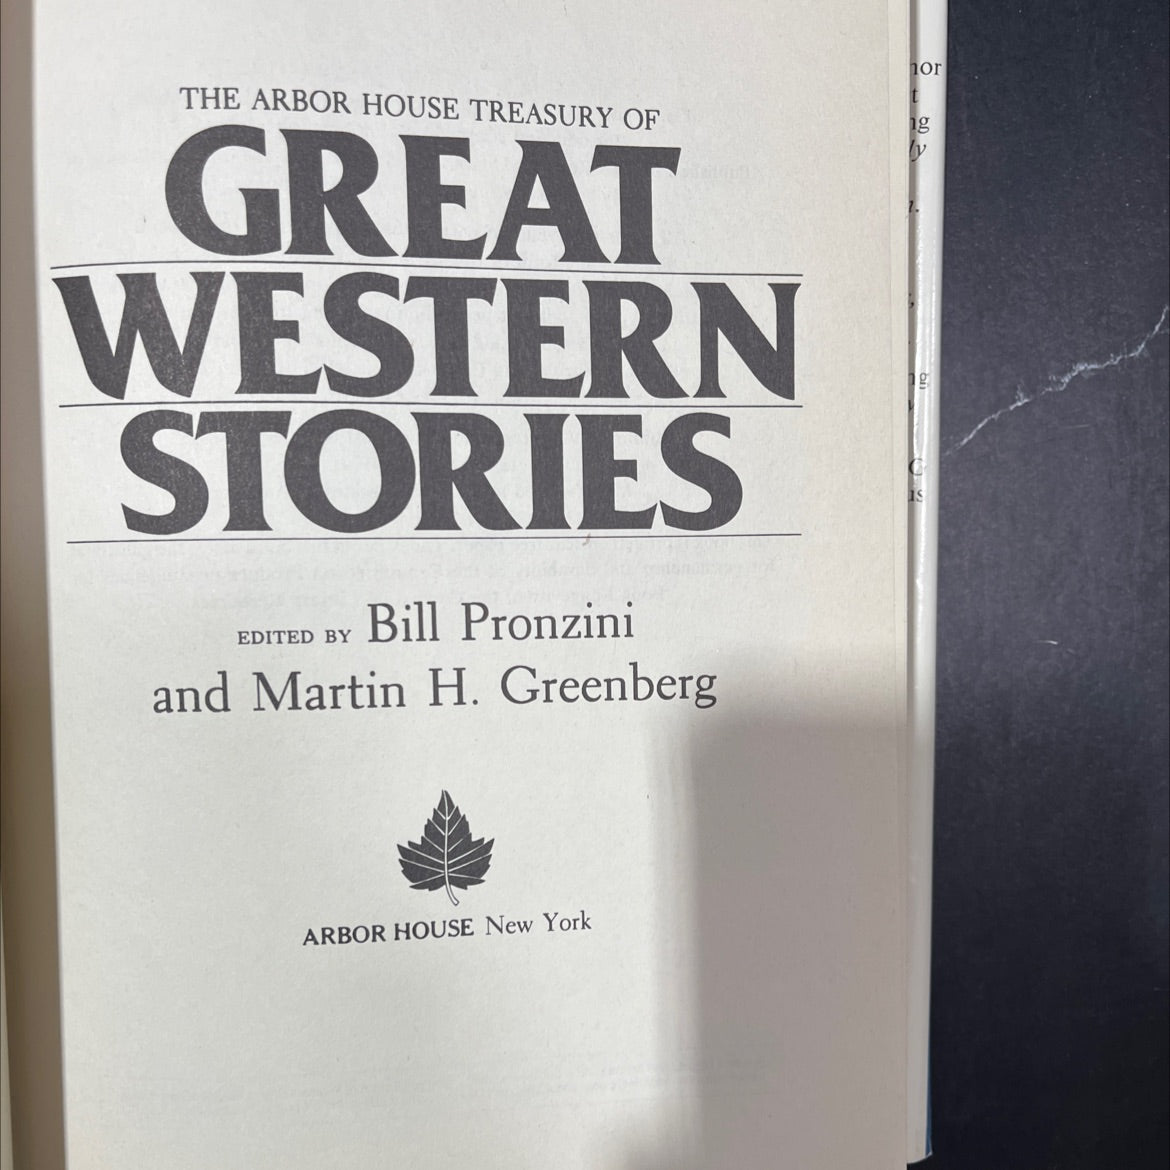 THE ARBOR HOUSE TREASURY OF
GREAT
WESTERN
STORIES
EDITED BY Bill Pronzini
and Martin H. Greenberg
ARBOR HOUSE New York